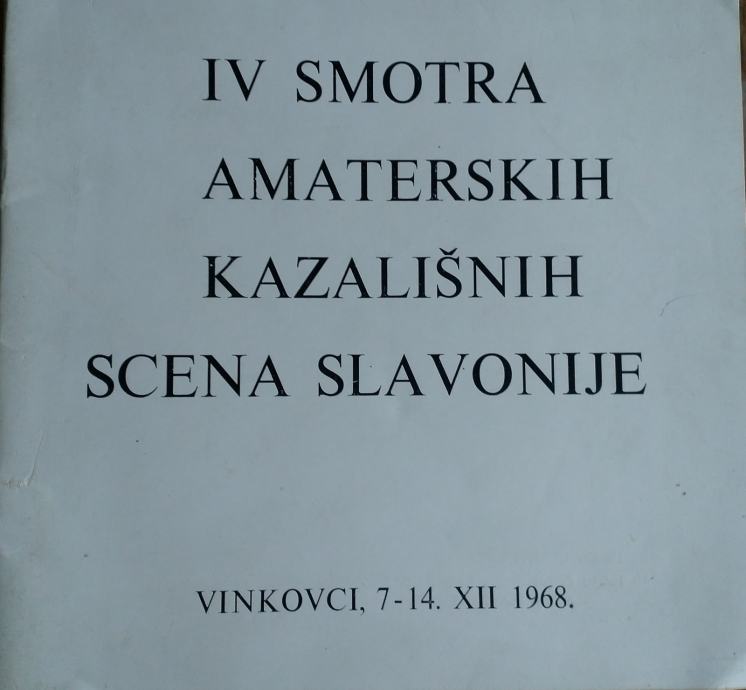 IV SMOTRA
AMATERSKIH
KAZALIŠNIH
SCENA SLAVONIJE
VINKOVCI, 7-14. XII 1968.